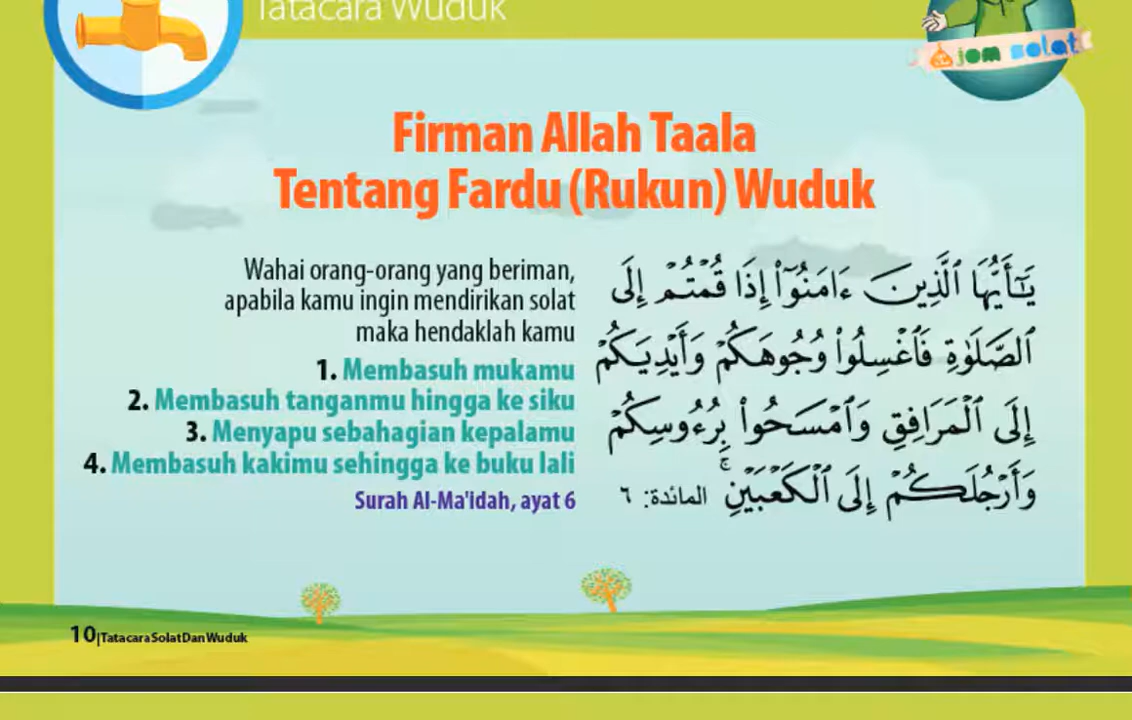 Tatacara Wuduk
jom solat
Firman Allah Taala
Tentang Fardu (Rukun) Wuduk
Wahai orang-orang yang beriman,
apabila kamu ingin mendirikan solat
maka hendaklah kamu
1. Membasuh mukamu
2. Membasuh tanganmu hingga ke siku
3. Menyapu sebahagian kepalamu
4. Membasuh kakimu sehingga ke buku lali
Surah Al-Ma'idah, ayat 6
يَـٰٓأَيُّهَا ٱلَّذِينَ ءَامَنُوٓا۟ إِذَا قُمْتُمْ إِلَى
ٱلصَّلَوٰةِ فَٱغْسِلُوا۟ وُجُوهَكُمْ وَأَيْدِيَكُمْ
إِلَى ٱلْمَرَافِقِ وَٱمْسَحُوا۟ بِرُءُوسِكُمْ
وَأَرْجُلَكُمْ إِلَى ٱلْكَعْبَيْنِ ۚ المائدة: ٦
10|Tatacara Solat Dan Wuduk